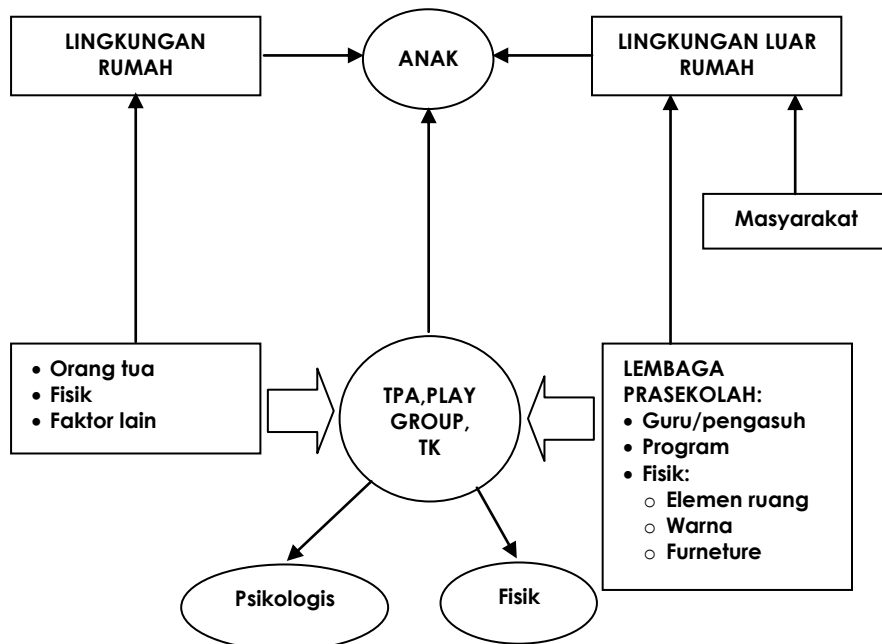 LINGKUNGAN
RUMAH
ANAK
LINGKUNGAN LUAR
RUMAH
Masyarakat
• Orang tua
• Fisik
• Faktor lain
TPA,PLAY
GROUP,
TK
LEMBAGA
PRASEKOLAH:
• Guru/pengasuh
• Program
• Fisik:
○ Elemen ruang
○ Warna
○ Furneture
Psikologis
Fisik